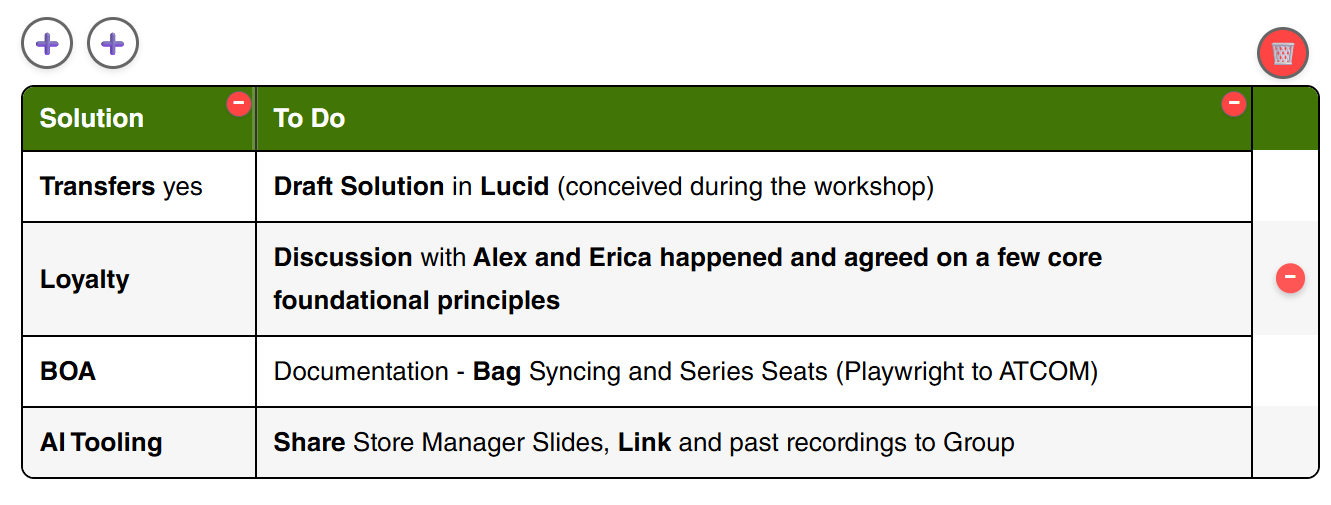 Solution
To Do
Transfers yes
Draft Solution in Lucid (conceived during the workshop)
Loyalty
Discussion with Alex and Erica happened and agreed on a few core
foundational principles
BOA
Documentation - Bag Syncing and Series Seats (Playwright to ATCOM)
AI Tooling
Share Store Manager Slides, Link and past recordings to Group